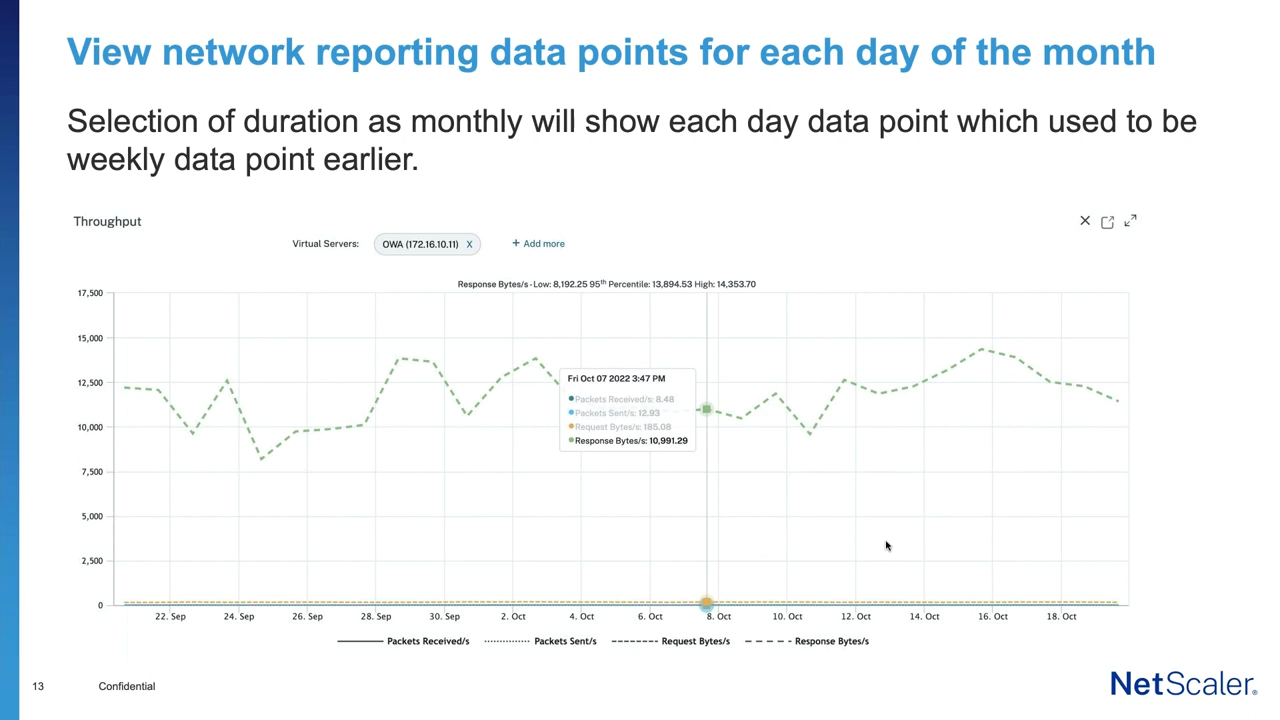 View network reporting data points for each day of the month
Selection of duration as monthly will show each day data point which used to be
weekly data point earlier.
Throughput
Virtual Servers: OWA (172.16.10.11) X + Add more
Response Bytes/s - Low: 8,192.25 95th Percentile: 13,894.53 High: 14,353.70
17,500
15,000
12,500
10,000
7,500
5,000
2,500
0
Fri Oct 07 2022 3:47 PM
Packets Received/s: 8.48
Packets Sent/s: 12.93
Request Bytes/s: 185.08
Response Bytes/s: 10,991.29
22. Sep 24. Sep 26. Sep 28. Sep 30. Sep 2. Oct 4. Oct 6. Oct 8. Oct 10. Oct 12. Oct 14. Oct 16. Oct 18. Oct
Packets Received/s Packets Sent/s Request Bytes/s Response Bytes/s
13 Confidential
NetScaler®